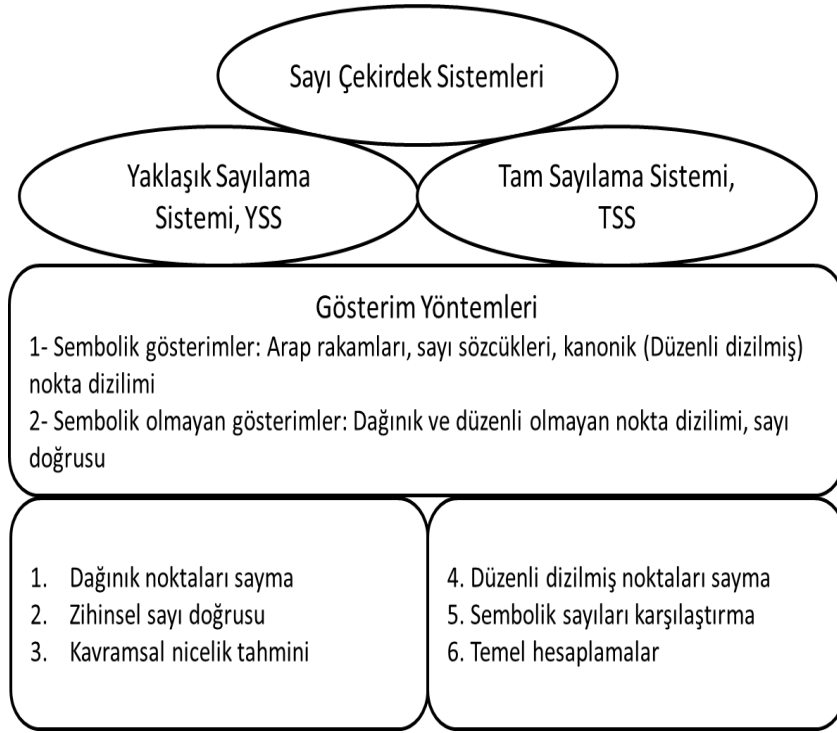 Sayı Çekirdek Sistemleri
Yaklaşık Sayılama
Sistemi, YSS
Tam Sayılama Sistemi,
TSS
Gösterim Yöntemleri
1- Sembolik gösterimler: Arap rakamları, sayı sözcükleri, kanonik (Düzenli dizilmiş)
nokta dizilimi
2- Sembolik olmayan gösterimler: Dağınık ve düzenli olmayan nokta dizilimi, sayı
doğrusu
1. Dağınık noktaları sayma
2. Zihinsel sayı doğrusu
3. Kavramsal nicelik tahmini
4. Düzenli dizilmiş noktaları sayma
5. Sembolik sayıları karşılaştırma
6. Temel hesaplamalar